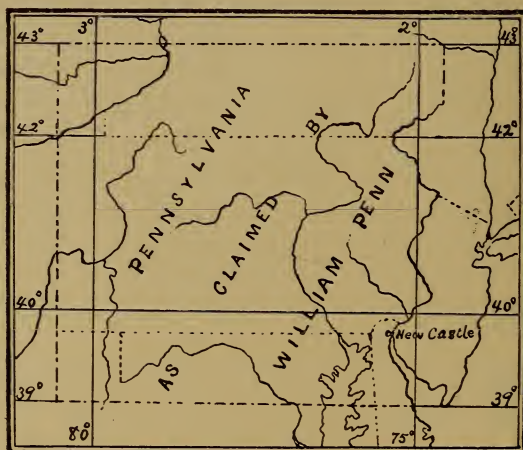 3° 2°
43° 43°
42° 42°
PENNSYLVANIA
AS CLAIMED BY
WILLIAM PENN
40° 40°
New Castle
39° 39°
80° 75°